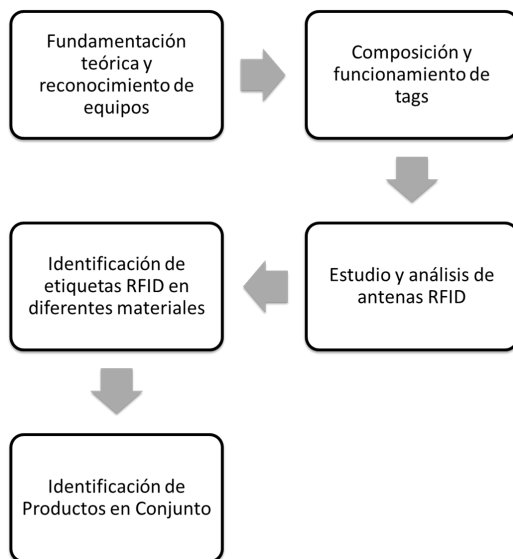 Fundamentación
teórica y
reconocimiento de
equipos
Composición y
funcionamiento de
tags
Estudio y análisis de
antenas RFID
Identificación de
etiquetas RFID en
diferentes materiales
Identificación de
Productos en Conjunto